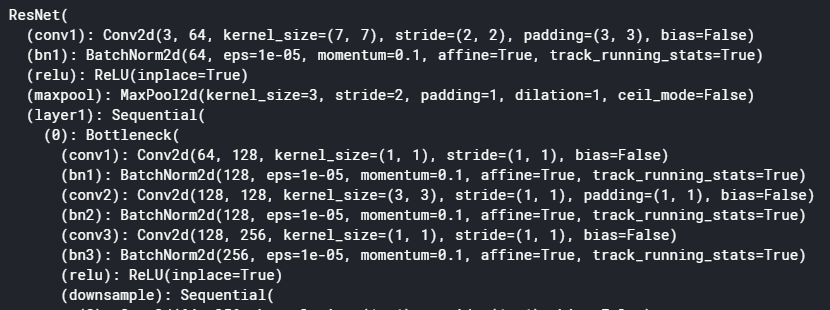 ResNet(
(conv1): Conv2d(3, 64, kernel_size=(7, 7), stride=(2, 2), padding=(3, 3), bias=False)
(bn1): BatchNorm2d(64, eps=1e-05, momentum=0.1, affine=True, track_running_stats=True)
(relu): ReLU(inplace=True)
(maxpool): MaxPool2d(kernel_size=3, stride=2, padding=1, dilation=1, ceil_mode=False)
(layer1): Sequential(
(0): Bottleneck(
(conv1): Conv2d(64, 128, kernel_size=(1, 1), stride=(1, 1), bias=False)
(bn1): BatchNorm2d(128, eps=1e-05, momentum=0.1, affine=True, track_running_stats=True)
(conv2): Conv2d(128, 128, kernel_size=(3, 3), stride=(1, 1), padding=(1, 1), bias=False)
(bn2): BatchNorm2d(128, eps=1e-05, momentum=0.1, affine=True, track_running_stats=True)
(conv3): Conv2d(128, 256, kernel_size=(1, 1), stride=(1, 1), bias=False)
(bn3): BatchNorm2d(256, eps=1e-05, momentum=0.1, affine=True, track_running_stats=True)
(relu): ReLU(inplace=True)
(downsample): Sequential(